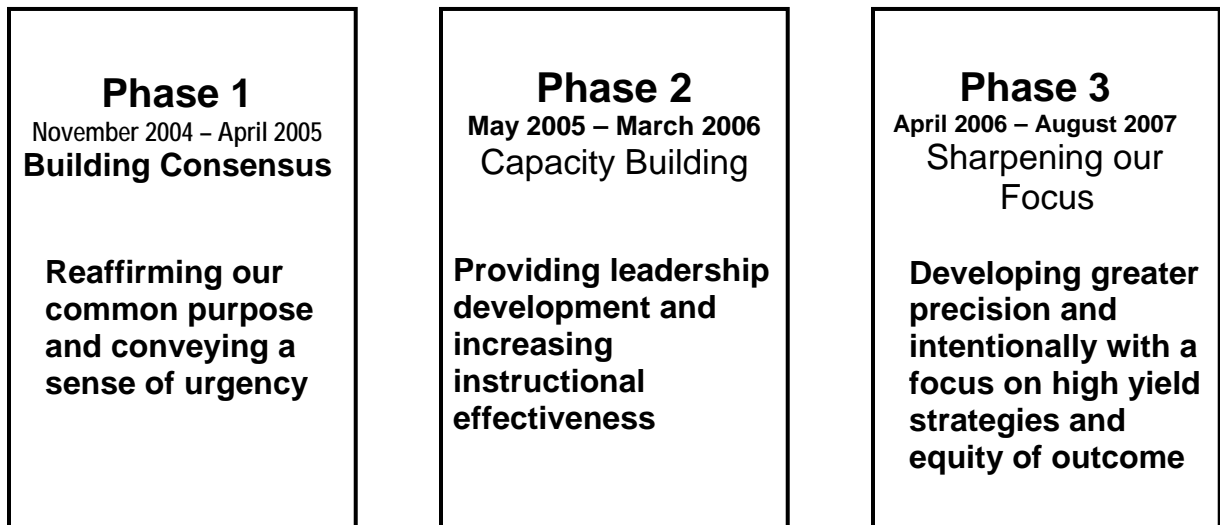 Phase 1
November 2004 – April 2005
Building Consensus
Reaffirming our
common purpose
and conveying a
sense of urgency
Phase 2
May 2005 – March 2006
Capacity Building
Providing leadership
development and
increasing
instructional
effectiveness
Phase 3
April 2006 – August 2007
Sharpening our
Focus
Developing greater
precision and
intentionally with a
focus on high yield
strategies and
equity of outcome